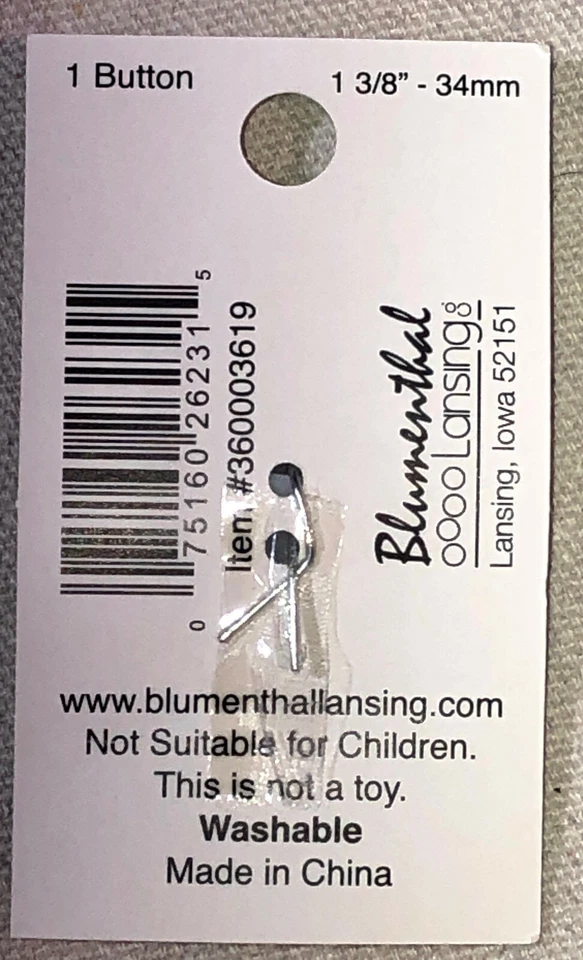 1 Button
1 3/8” - 34mm
0 75160 26231 5
Item #360003619
Blumenthal
Lansing Co
Lansing, Iowa 52151
www.blumenthallansing.com
Not Suitable for Children.
This is not a toy.
Washable
Made in China